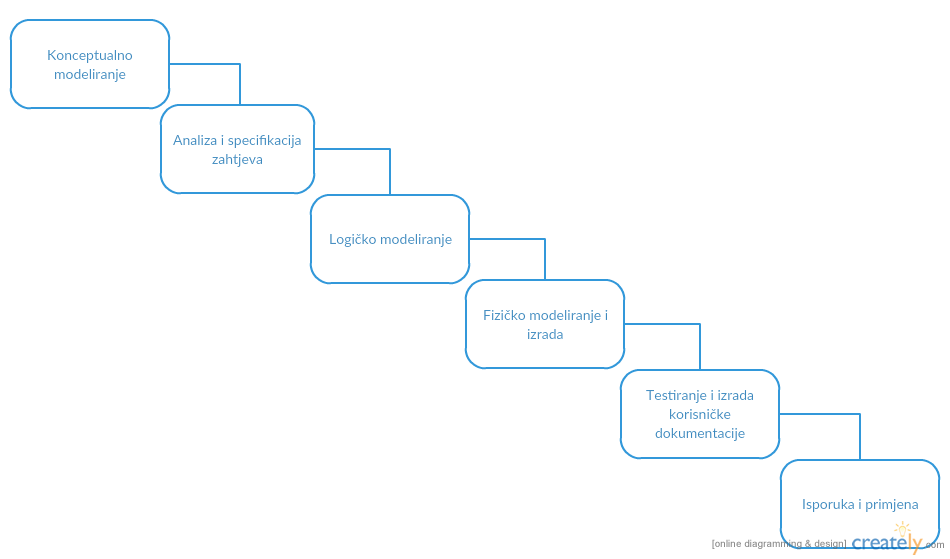 Konceptualno
modeliranje
Analiza i specifikacija
zahtjeva
Logičko modeliranje
Fizičko modeliranje i
izrada
Testiranje i izrada
korisničke
dokumentacije
Isporuka i primjena
[online diagramming & design] creately.com